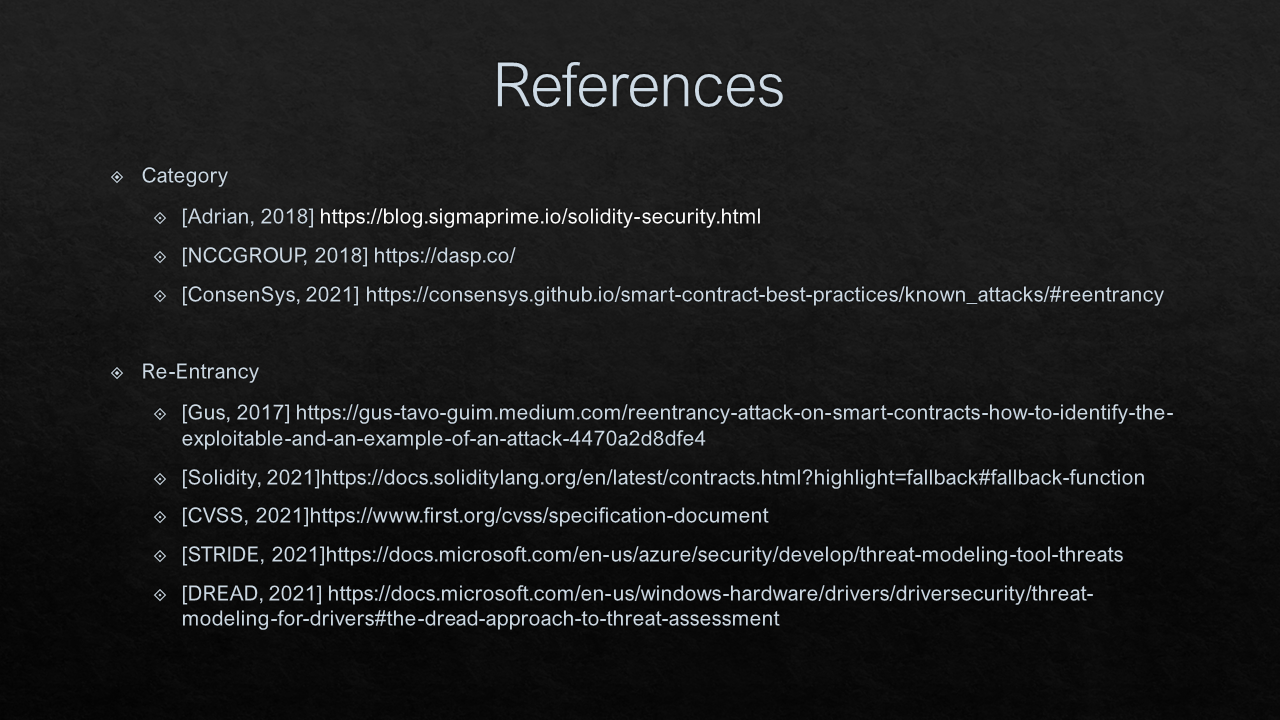 References
Category
[Adrian, 2018] https://blog.sigmaprime.io/solidity-security.html
[NCCGROUP, 2018] https://dasp.co/
[ConsenSys, 2021] https://consensys.github.io/smart-contract-best-practices/known_attacks/#reentrancy
Re-Entrancy
[Gus, 2017] https://gus-tavo-guim.medium.com/reentrancy-attack-on-smart-contracts-how-to-identify-the-
exploitable-and-an-example-of-an-attack-4470a2d8dfe4
[Solidity, 2021]https://docs.soliditylang.org/en/latest/contracts.html?highlight=fallback#fallback-function
[CVSS, 2021]https://www.first.org/cvss/specification-document
[STRIDE, 2021]https://docs.microsoft.com/en-us/azure/security/develop/threat-modeling-tool-threats
[DREAD, 2021] https://docs.microsoft.com/en-us/windows-hardware/drivers/driversecurity/threat-
modeling-for-drivers#the-dread-approach-to-threat-assessment